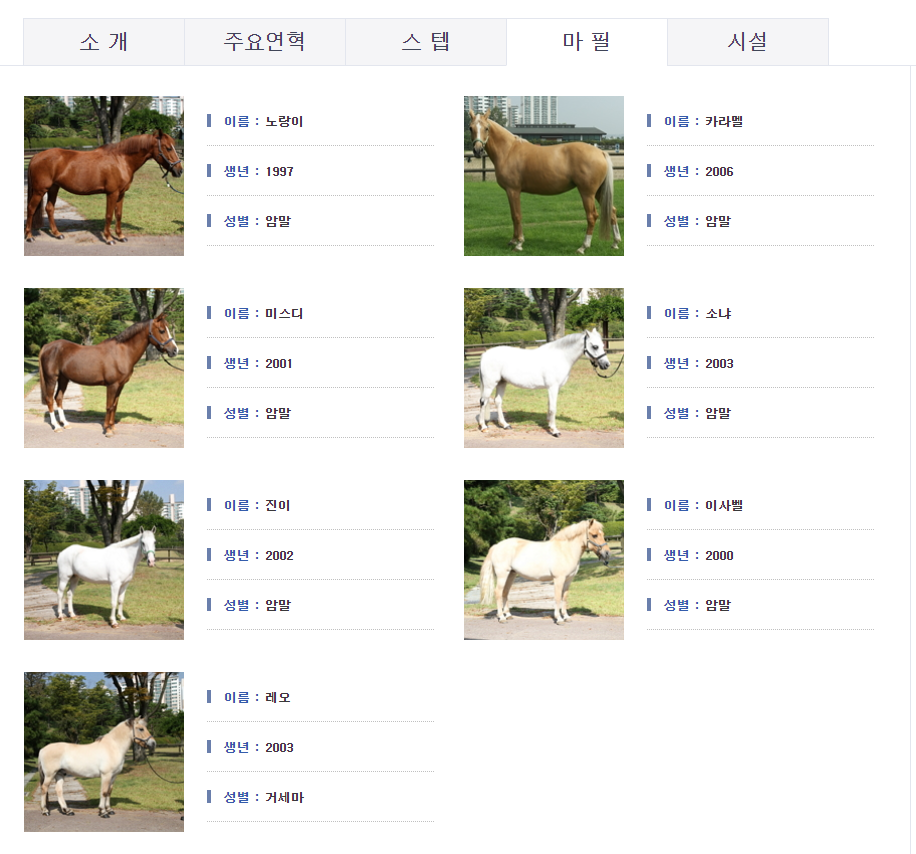 소 개 주요연혁 스 텝 마 필 시설
이름 : 노랑이
생년 : 1997
성별 : 암말
이름 : 카라멜
생년 : 2006
성별 : 암말
이름 : 미스디
생년 : 2001
성별 : 암말
이름 : 소냐
생년 : 2003
성별 : 암말
이름 : 진이
생년 : 2002
성별 : 암말
이름 : 이사벨
생년 : 2000
성별 : 암말
이름 : 레오
생년 : 2003
성별 : 거세마